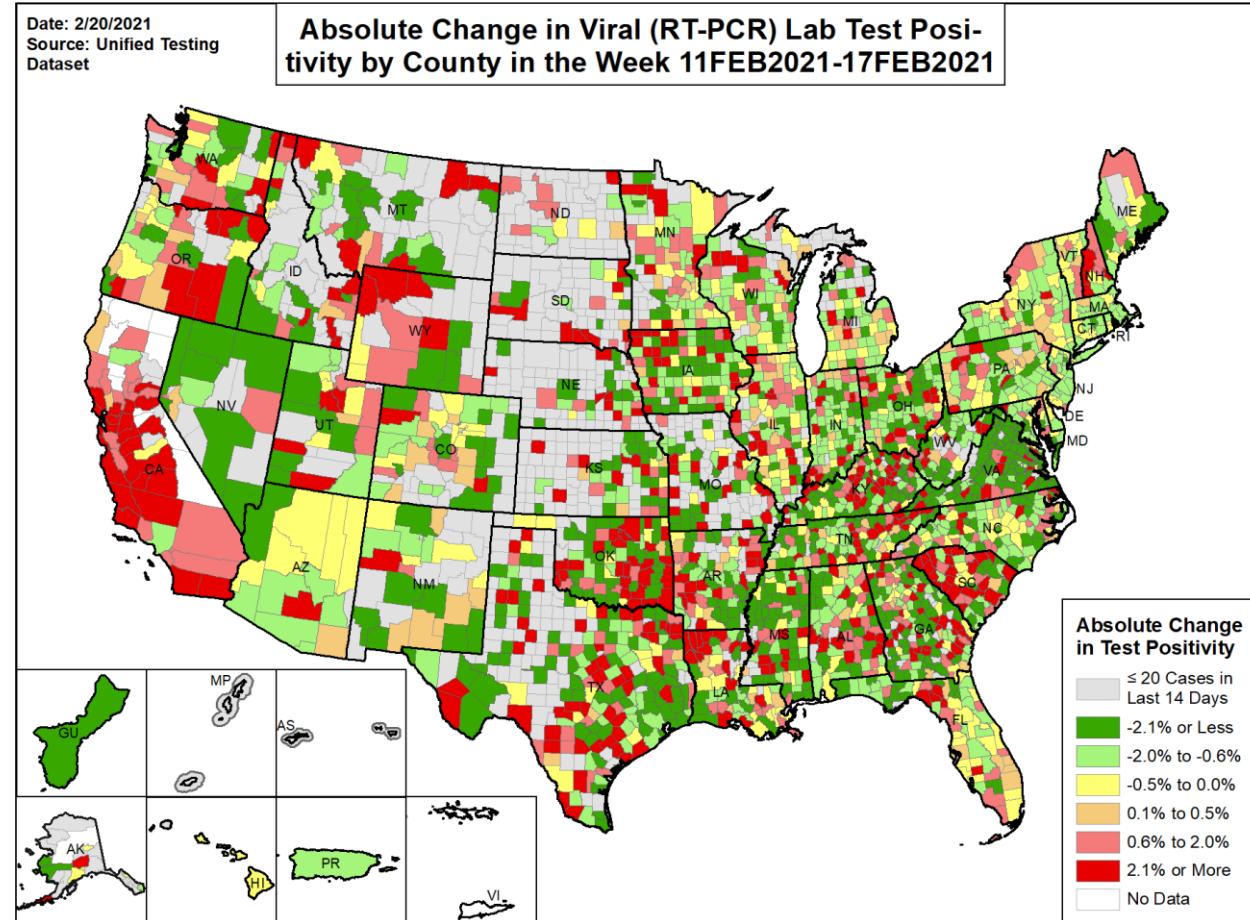 Date: 2/20/2021
Source: Unified Testing
Dataset
Absolute Change in Viral (RT-PCR) Lab Test Posi-
tivity by County in the Week 11FEB2021-17FEB2021
WA
MT
ND
MN
ME
OR
ID
SD
WI
MI
VT
NH
NY
MA
CT
RI
WY
IA
NE
PA
NJ
NV
UT
CO
IL
IN
OH
DE
MD
WV
VA
CA
KS
MO
KY
NC
TN
AZ
NM
OK
AR
SC
MS
AL
GA
TX
LA
FL
GU
MP
AS
AK
HI
PR
VI
Absolute Change
in Test Positivity
≤ 20 Cases in
Last 14 Days
-2.1% or Less
-2.0% to -0.6%
-0.5% to 0.0%
0.1% to 0.5%
0.6% to 2.0%
2.1% or More
No Data